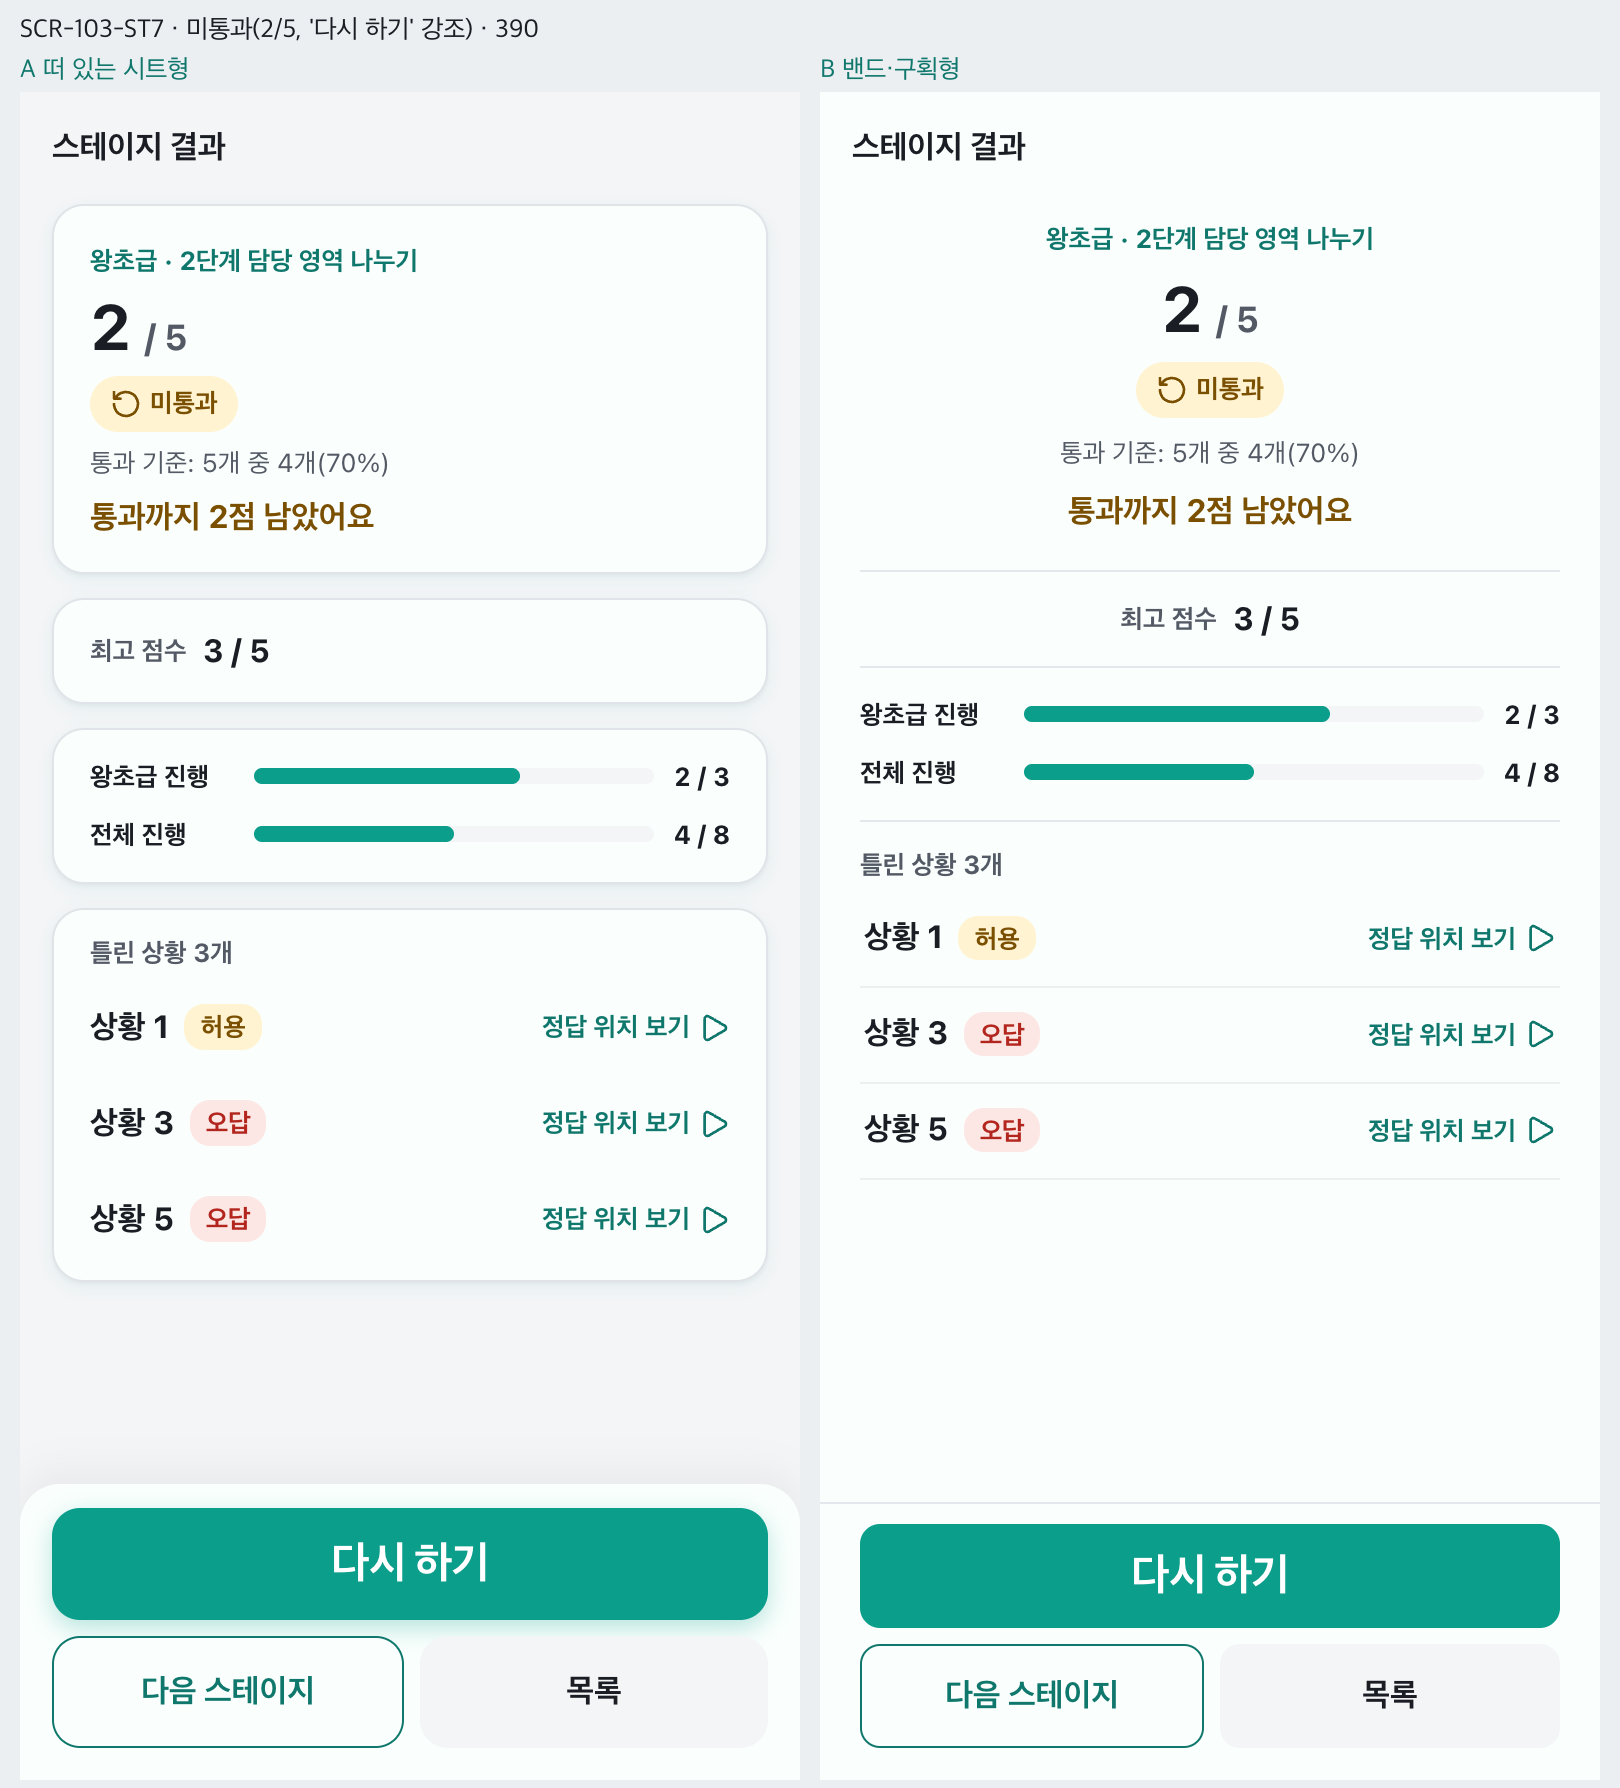 SCR-103-ST7 · 미통과(2/5, '다시 하기' 강조) · 390
A 떠 있는 시트형
스테이지 결과
왕초급 · 2단계 담당 영역 나누기
2 / 5
미통과
통과 기준: 5개 중 4개(70%)
통과까지 2점 남았어요
최고 점수 3 / 5
왕초급 진행 2 / 3
전체 진행 4 / 8
틀린 상황 3개
상황 1 허용 정답 위치 보기
상황 3 오답 정답 위치 보기
상황 5 오답 정답 위치 보기
다시 하기
다음 스테이지 목록
B 밴드·구획형
스테이지 결과
왕초급 · 2단계 담당 영역 나누기
2 / 5
미통과
통과 기준: 5개 중 4개(70%)
통과까지 2점 남았어요
최고 점수 3 / 5
왕초급 진행 2 / 3
전체 진행 4 / 8
틀린 상황 3개
상황 1 허용 정답 위치 보기
상황 3 오답 정답 위치 보기
상황 5 오답 정답 위치 보기
다시 하기
다음 스테이지 목록